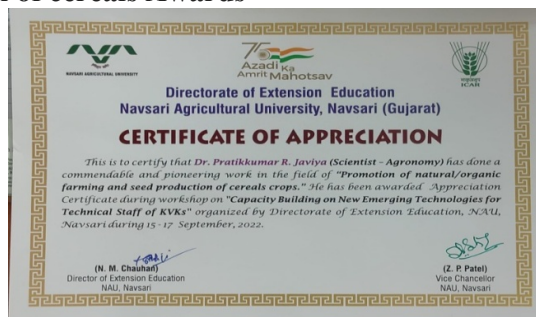 NAVSARI AGRICULTURAL UNIVERSITY
75
Azadi Ka
Amrit Mahotsav
ICAR
Directorate of Extension Education
Navsari Agricultural University, Navsari (Gujarat)
CERTIFICATE OF APPRECIATION
This is to certify that Dr. Pratikkumar R. Javiya (Scientist - Agronomy) has done a
commendable and pioneering work in the field of "Promotion of natural/organic
farming and seed production of cereals crops." He has been awarded Appreciation
Certificate during workshop on "Capacity Building on New Emerging Technologies for
Technical Staff of KVKs" organized by Directorate of Extension Education, NAU,
Navsari during 15 - 17 September, 2022.
(N. M. Chauhan)
Director of Extension Education
NAU, Navsari
(Z. P. Patel)
Vice Chancellor
NAU, Navsari